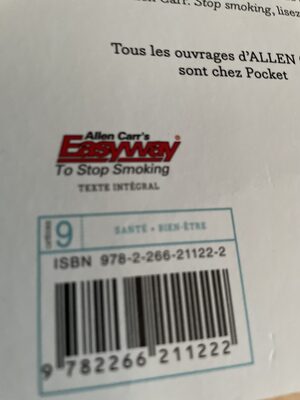 Carr. Stop smoking, lisez
Tous les ouvrages d'ALLEN
sont chez Pocket
Allen Carr's
Easyway
To Stop Smoking
TEXTE INTÉGRAL
9
SANTÉ • BIEN-ÊTRE
ISBN 978-2-266-21122-2
9 782266 211222